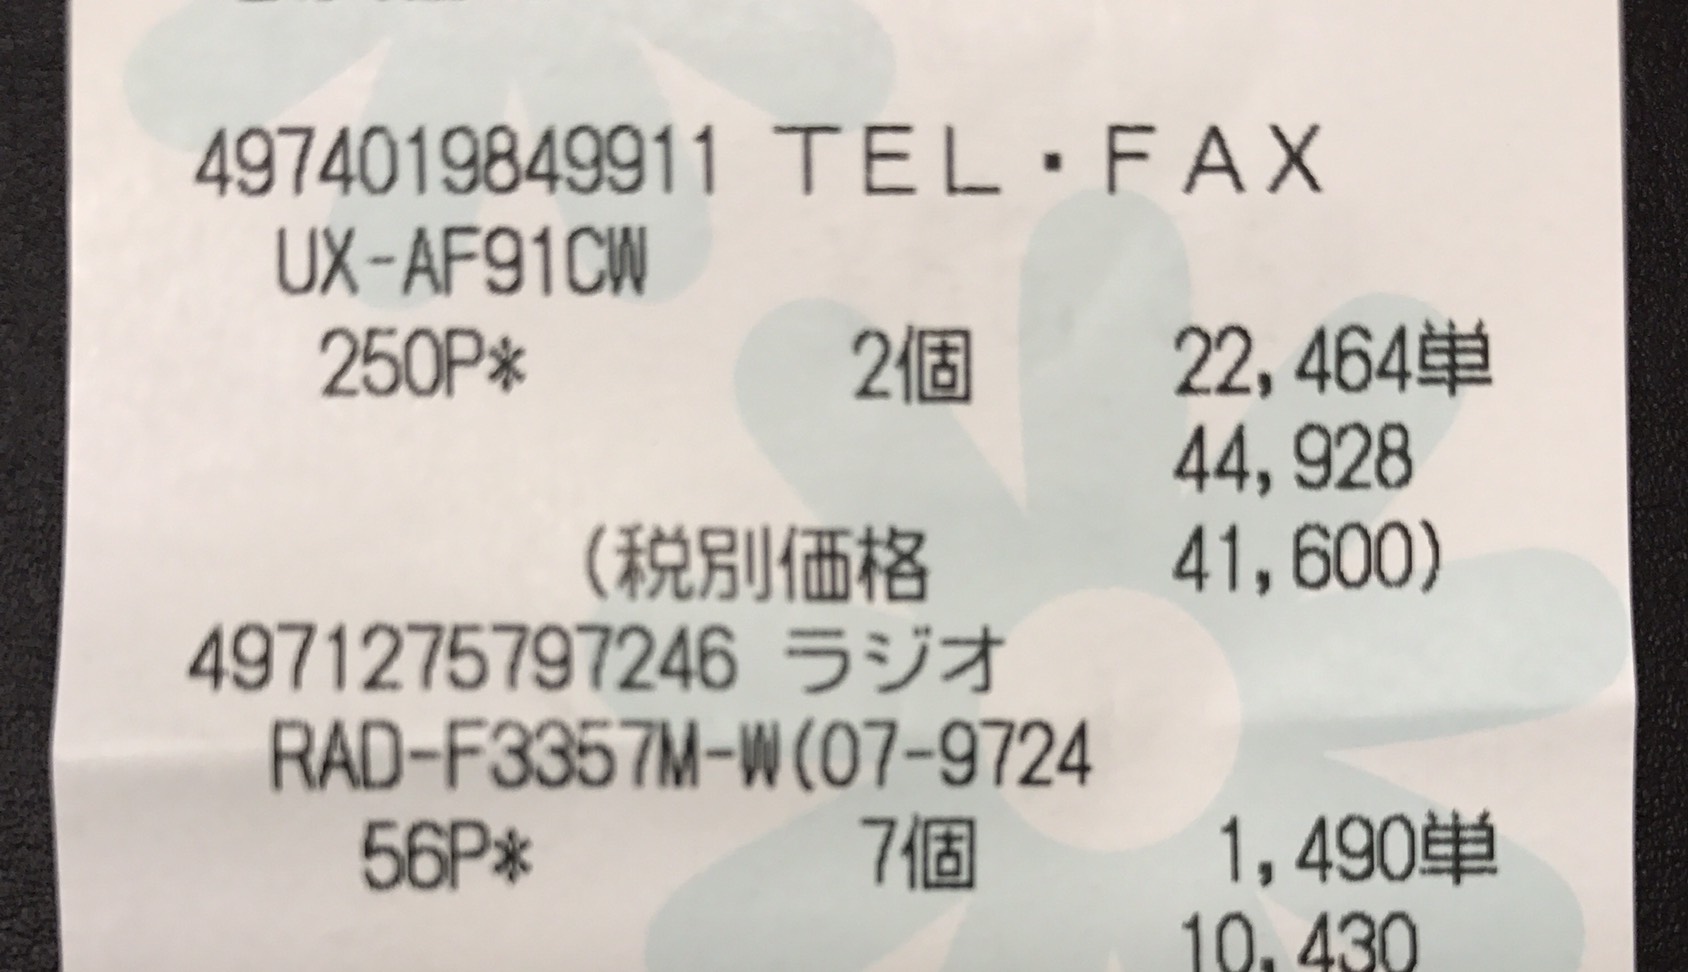 4974019849911 ＴＥＬ・ＦＡＸ
UX-AF91CW
250P* 2個 22,464単
44,928
(税別価格 41,600)
4971275797246 ラジオ
RAD-F3357M-W(07-9724
56P* 7個 1,490単
10,430